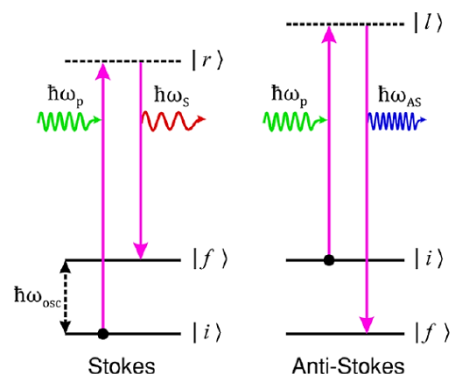 | r ⟩
ħω_p
ħω_S
| f ⟩
ħω_osc
| i ⟩
Stokes
| l ⟩
ħω_p
ħω_AS
| i ⟩
| f ⟩
Anti-Stokes